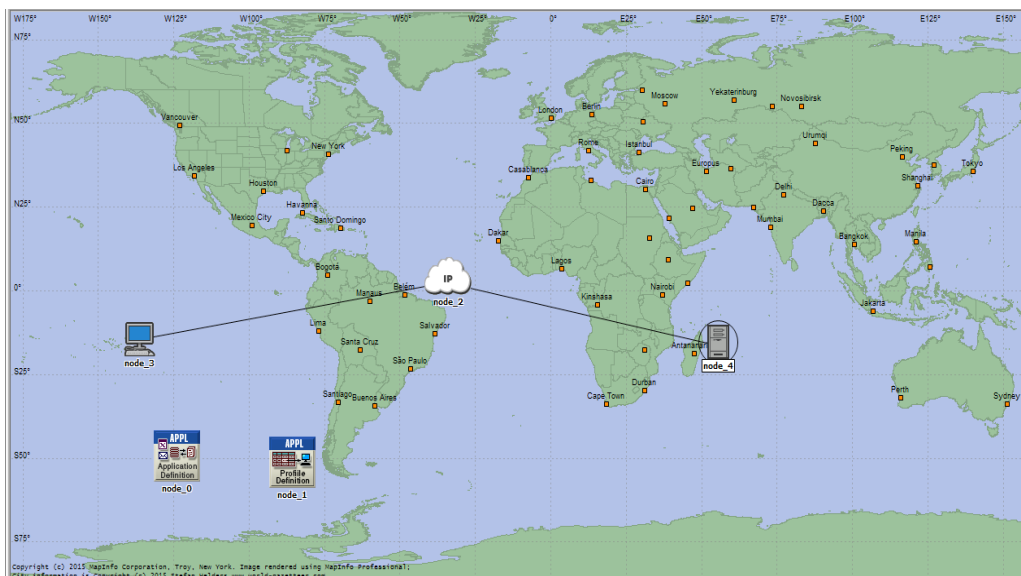 W175° W150° W125° W100° W75° W50° W25° 0° E25° E50° E75° E100° E125° E150°
N75°
Moscow
Yekaterinburg
Novosibirsk
London
Berlin
N50°
Vancouver
Urumqi
New York
Rome
Istanbul
Peking
Los Angeles
Casablanca
Europus
Tokyo
Houston
Cairo
Delhi
Shanghai
N25°
Havanna
Dacca
Mexico City
Santo Domingo
Mumbai
Dakar
Bangkok
Manila
Bogotá
IP
Lagos
0°
Manaus
Belém
node_2
Kinshasa
Nairobi
Jakarta
Lima
Salvador
Santa Cruz
Antananari
node_3
São Paulo
node_4
S25°
Durban
Santiago
Buenos Aires
Cape Town
Perth
Sydney
APPL
Application
Definition
node_0
APPL
Profile
Definition
node_1
S50°
S75°
Copyright (c) 2015 MapInfo Corporation, Troy, New York. Image rendered using MapInfo Professional;